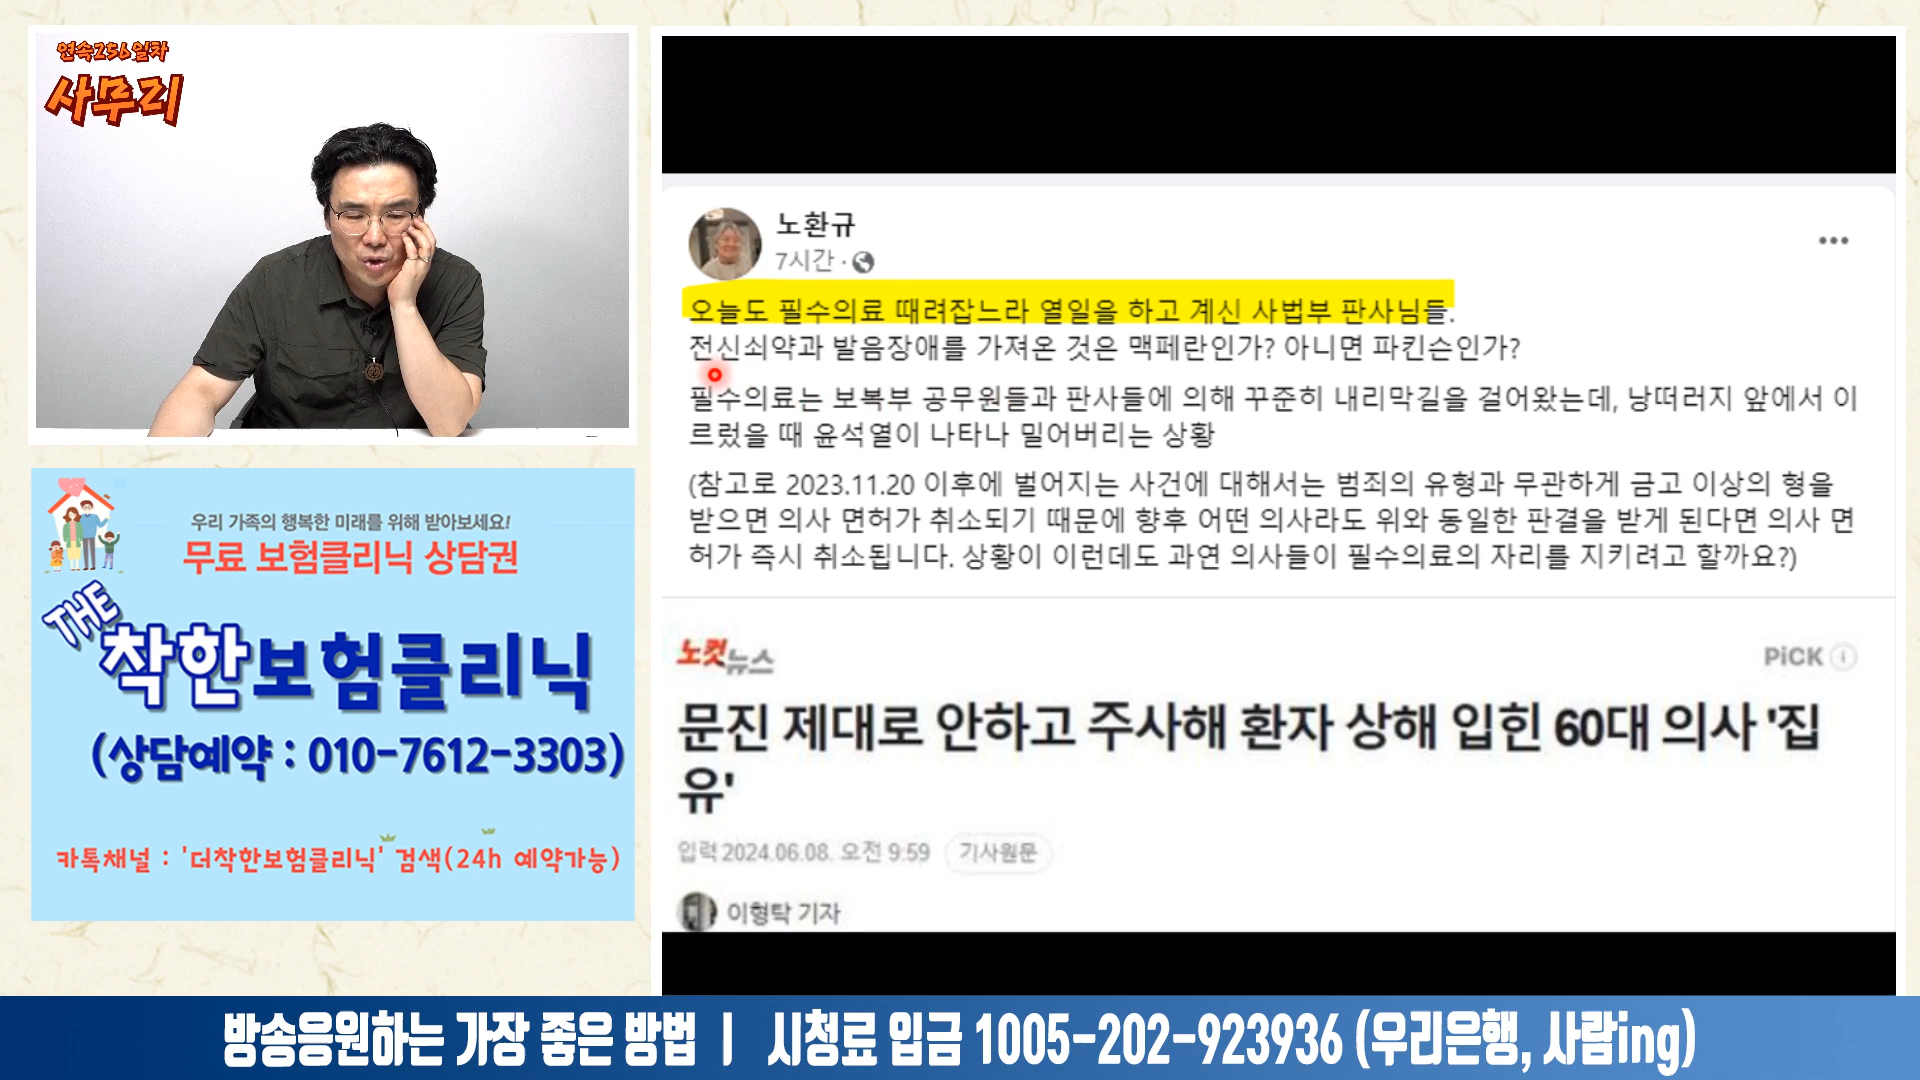 연속256일차
사무리
우리 가족의 행복한 미래를 위해 받아보세요!
무료 보험클리닉 상담권
THE
착한보험클리닉
(상담예약 : 010-7612-3303)
카톡채널 : '더착한보험클리닉' 검색(24h 예약가능)
노환규
7시간 ·
오늘도 필수의료 때려잡느라 열일을 하고 계신 사법부 판사님들.
전신쇠약과 발음장애를 가져온 것은 맥페란인가? 아니면 파킨슨인가?
필수의료는 보복부 공무원들과 판사들에 의해 꾸준히 내리막길을 걸어왔는데, 낭떠러지 앞에서 이
르렀을 때 윤석열이 나타나 밀어버리는 상황
(참고로 2023.11.20 이후에 벌어지는 사건에 대해서는 범죄의 유형과 무관하게 금고 이상의 형을
받으면 의사 면허가 취소되기 때문에 향후 어떤 의사라도 위와 동일한 판결을 받게 된다면 의사 면
허가 즉시 취소됩니다. 상황이 이런데도 과연 의사들이 필수의료의 자리를 지키려고 할까요?)
노컷뉴스
PiCK
문진 제대로 안하고 주사해 환자 상해 입힌 60대 의사 '집
유'
입력 2024.06.08. 오전 9:59
기사원문
이형탁 기자
방송응원하는 가장 좋은 방법 ㅣ 시청료 입금 1005-202-923936 (우리은행, 사람ing)